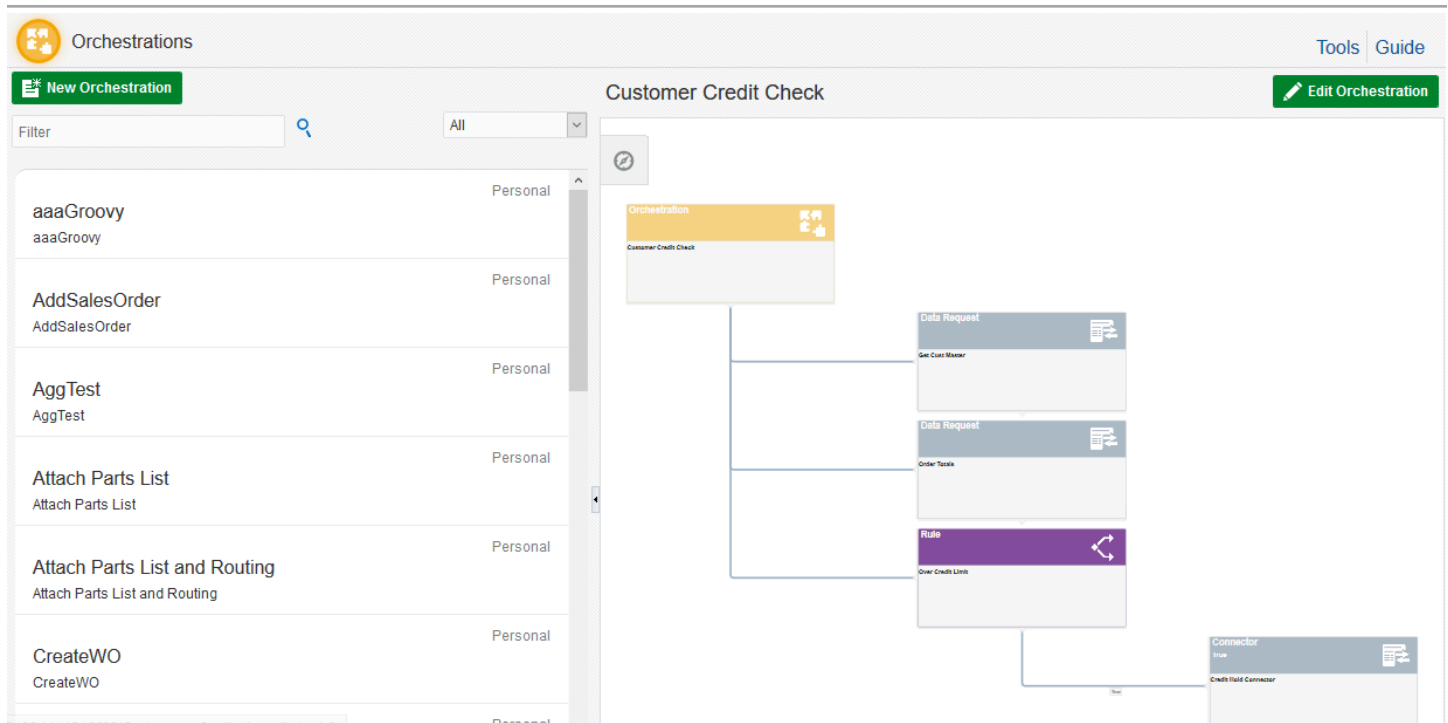 Orchestrations
Tools
Guide
New Orchestration
Filter
All
Personal
aaaGroovy
aaaGroovy
Personal
AddSalesOrder
AddSalesOrder
Personal
AggTest
AggTest
Personal
Attach Parts List
Attach Parts List
Personal
Attach Parts List and Routing
Attach Parts List and Routing
Personal
CreateWO
CreateWO
Personal
Customer Credit Check
Edit Orchestration
Orchestration
Customer Credit Check
Data Request
Get Cust Master
Data Request
Order Totals
Rule
Over Credit Limit
True
Connector
true
Credit Hold Connector